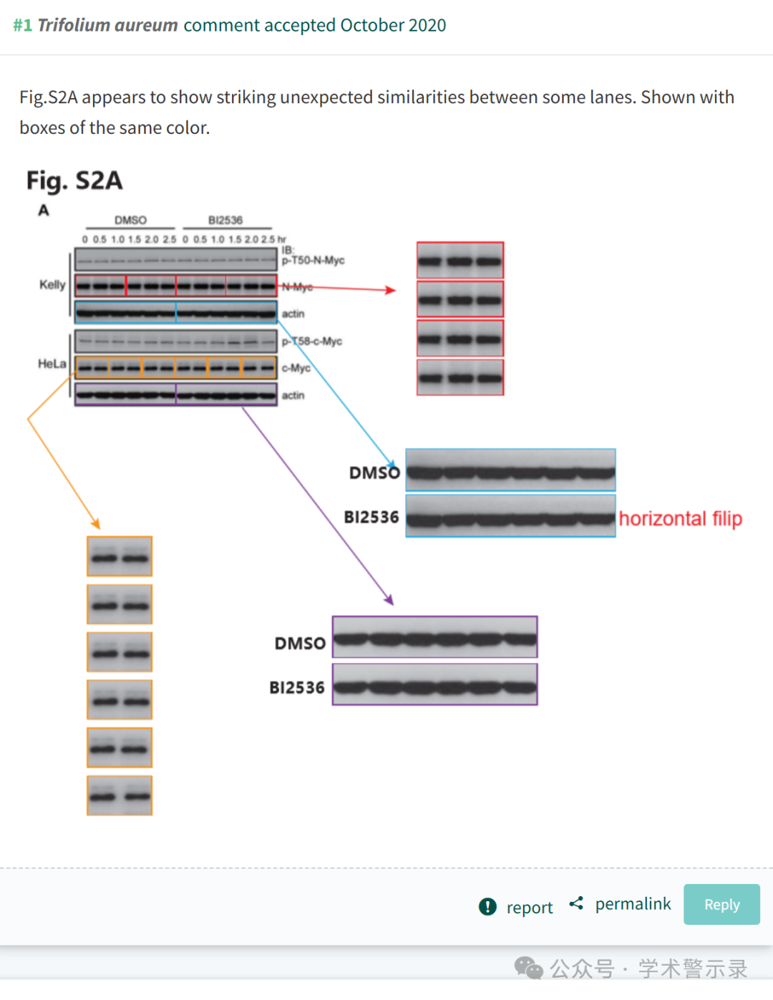 #1 Trifolium aureum comment accepted October 2020
Fig.S2A appears to show striking unexpected similarities between some lanes. Shown with
boxes of the same color.
Fig. S2A
A
DMSO BI2536
0 0.5 1.0 1.5 2.0 2.5 0 0.5 1.0 1.5 2.0 2.5 hr
IB:
p-T50-N-Myc
Kelly
N-Myc
actin
p-T58-c-Myc
HeLa
c-Myc
actin
DMSO
BI2536
horizontal filip
DMSO
BI2536
report permalink Reply
公众号 · 学术警示录